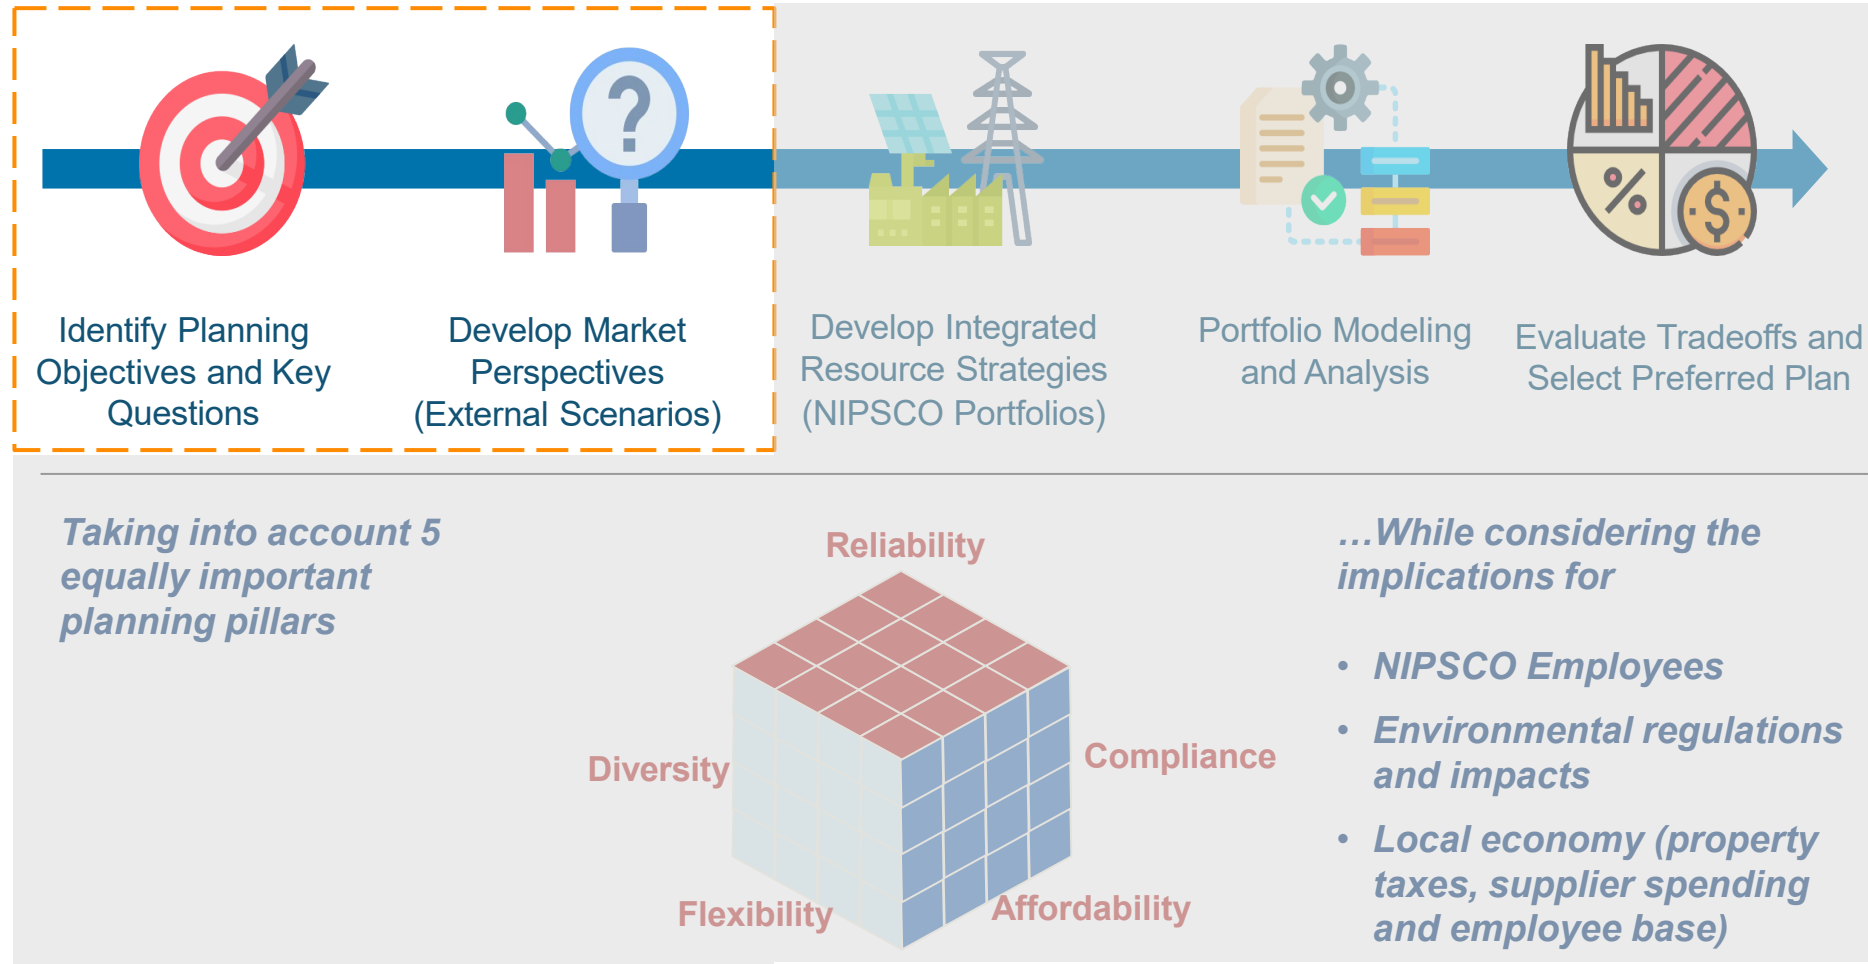 Identify Planning
Objectives and Key
Questions
Develop Market
Perspectives
(External Scenarios)
Develop Integrated
Resource Strategies
(NIPSCO Portfolios)
Portfolio Modeling
and Analysis
Evaluate Tradeoffs and
Select Preferred Plan
Taking into account 5
equally important
planning pillars
Reliability
Diversity
Compliance
Flexibility
Affordability
…While considering the
implications for
• NIPSCO Employees
• Environmental regulations
and impacts
• Local economy (property
taxes, supplier spending
and employee base)